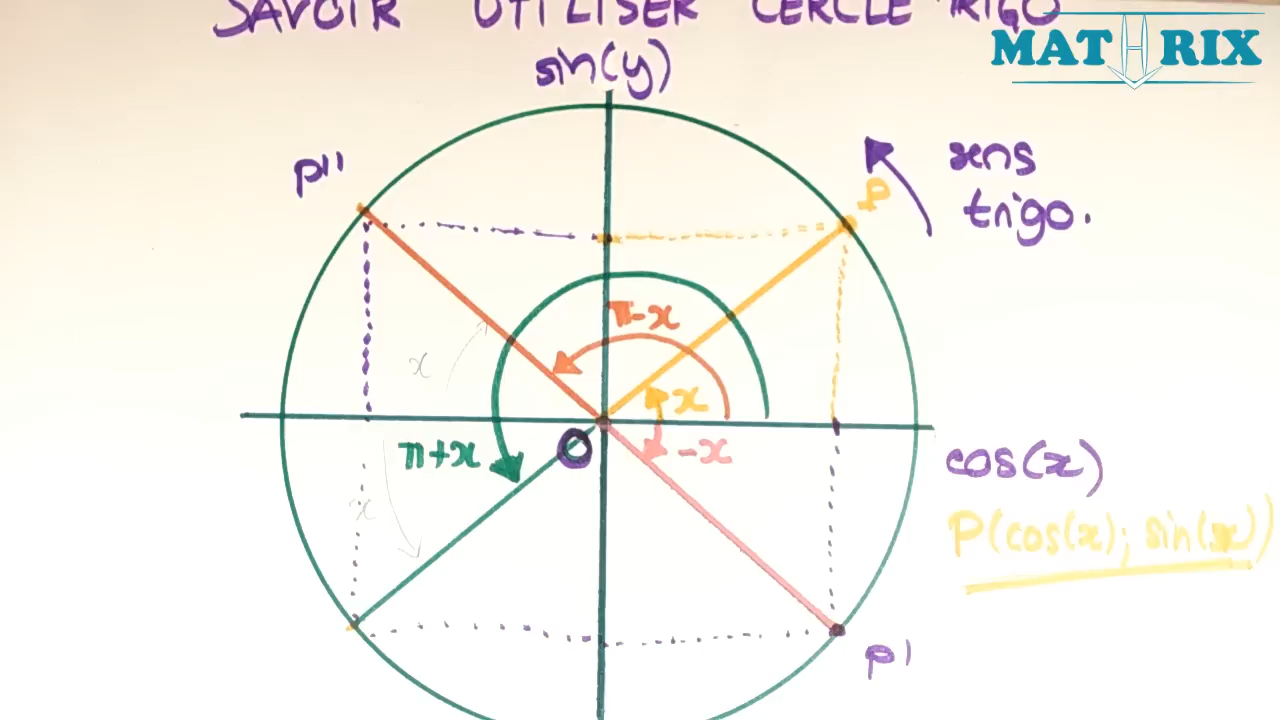 SAVOIR UTILISER CERCLE TRIGO
MATHRIX
sin(y)
P''
P
sens
trigo.
π-x
x
x
-x
O
π+x
x
cos(x)
P(cos(x); sin(x))
P'